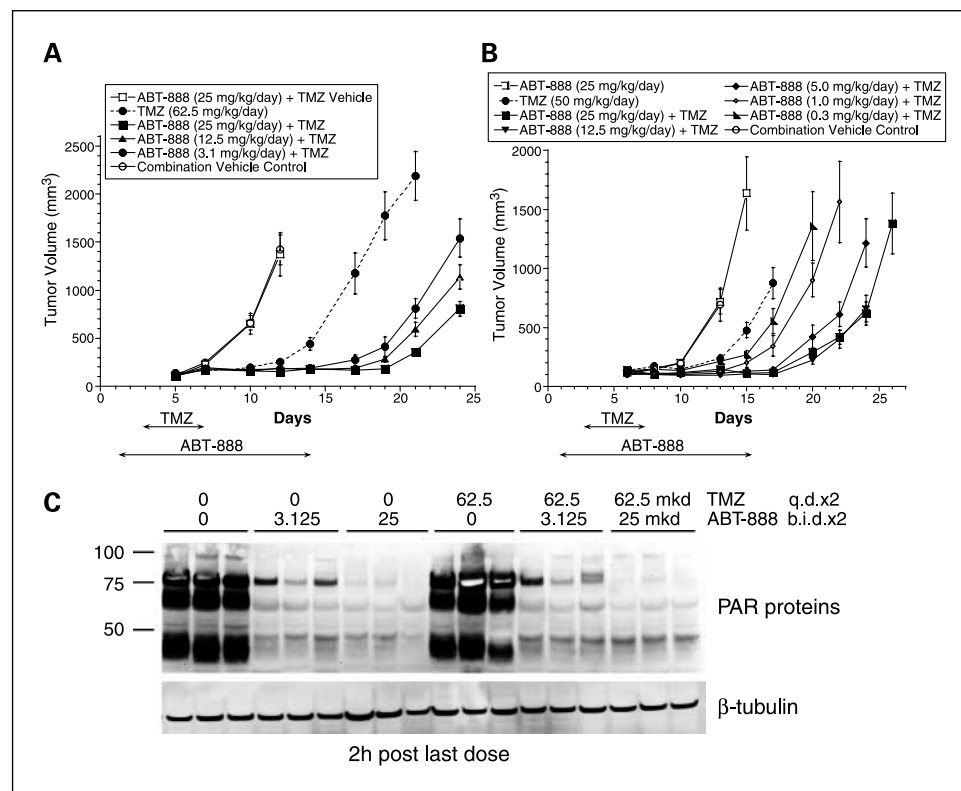 A
ABT-888 (25 mg/kg/day) + TMZ Vehicle
TMZ (62.5 mg/kg/day)
ABT-888 (25 mg/kg/day) + TMZ
ABT-888 (12.5 mg/kg/day) + TMZ
ABT-888 (3.1 mg/kg/day) + TMZ
Combination Vehicle Control
Tumor Volume (mm³)
2500
2000
1500
1000
500
0
0 5 10 15 20 25
Days
TMZ
ABT-888
B
ABT-888 (25 mg/kg/day)
TMZ (50 mg/kg/day)
ABT-888 (25 mg/kg/day) + TMZ
ABT-888 (12.5 mg/kg/day) + TMZ
ABT-888 (5.0 mg/kg/day) + TMZ
ABT-888 (1.0 mg/kg/day) + TMZ
ABT-888 (0.3 mg/kg/day) + TMZ
Combination Vehicle Control
Tumor Volume (mm³)
2000
1500
1000
500
0
0 5 10 15 20 25
Days
TMZ
ABT-888
C
0 0 0 62.5 62.5 62.5 mkd TMZ q.d.x2
0 3.125 25 0 3.125 25 mkd ABT-888 b.i.d.x2
100
75
50
PAR proteins
β-tubulin
2h post last dose